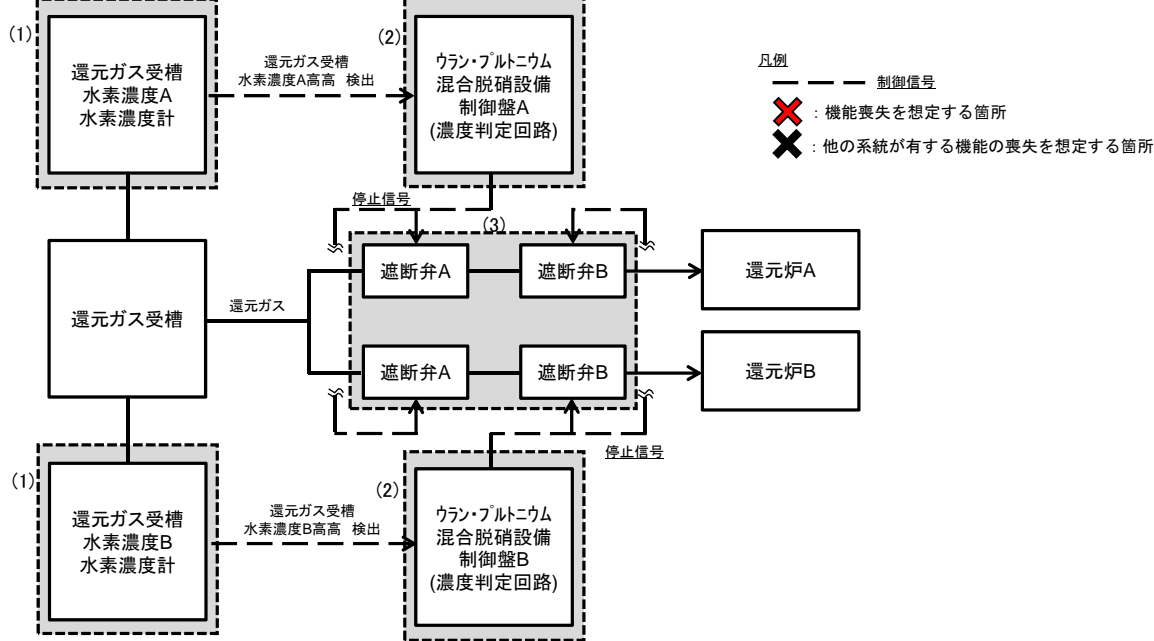 (1)
還元ガス受槽
水素濃度A
水素濃度計
還元ガス受槽
水素濃度A高高 検出
(2)
ウラン・プルトニウム
混合脱硝設備
制御盤A
(濃度判定回路)
凡例
制御信号
：機能喪失を想定する箇所
：他の系統が有する機能の喪失を想定する箇所
停止信号
(3)
遮断弁A
遮断弁B
還元炉A
還元ガス受槽
還元ガス
遮断弁A
遮断弁B
還元炉B
停止信号
(1)
還元ガス受槽
水素濃度B
水素濃度計
還元ガス受槽
水素濃度B高高 検出
(2)
ウラン・プルトニウム
混合脱硝設備
制御盤B
(濃度判定回路)